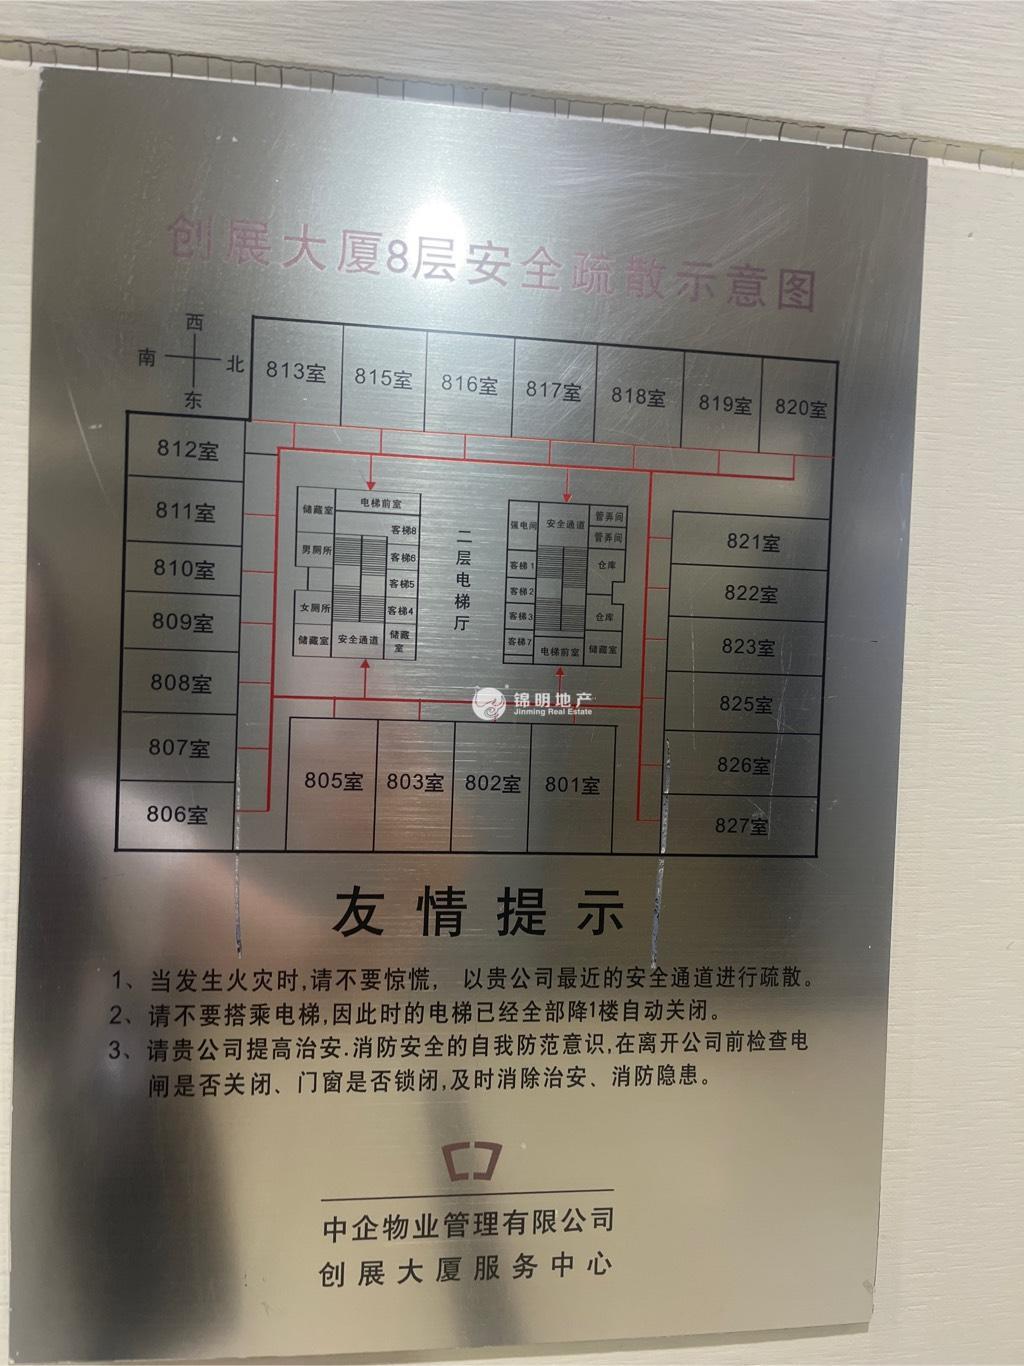 创展大厦8层安全疏散示意图
西
南 北
东
813室 815室 816室 817室 818室 819室 820室
812室
811室
810室
809室
808室
807室
806室
储藏室 电梯前室
客梯8
男厕所 客梯6
客梯5
女厕所 客梯4
储藏室 安全通道 储藏室
二层电梯厅
强电间 安全通道 管弄间
管弄间
客梯1 仓库
客梯2
客梯3 仓库
客梯7 电梯前室 储藏室
821室
822室
823室
825室
826室
827室
锦明地产
Jinming Real Estate
805室 803室 802室 801室
友情提示
1、当发生火灾时,请不要惊慌, 以贵公司最近的安全通道进行疏散。
2、请不要搭乘电梯,因此时的电梯已经全部降1楼自动关闭。
3、请贵公司提高治安.消防安全的自我防范意识,在离开公司前检查电
闸是否关闭、门窗是否锁闭,及时消除治安、消防隐患。
中企物业管理有限公司
创展大厦服务中心